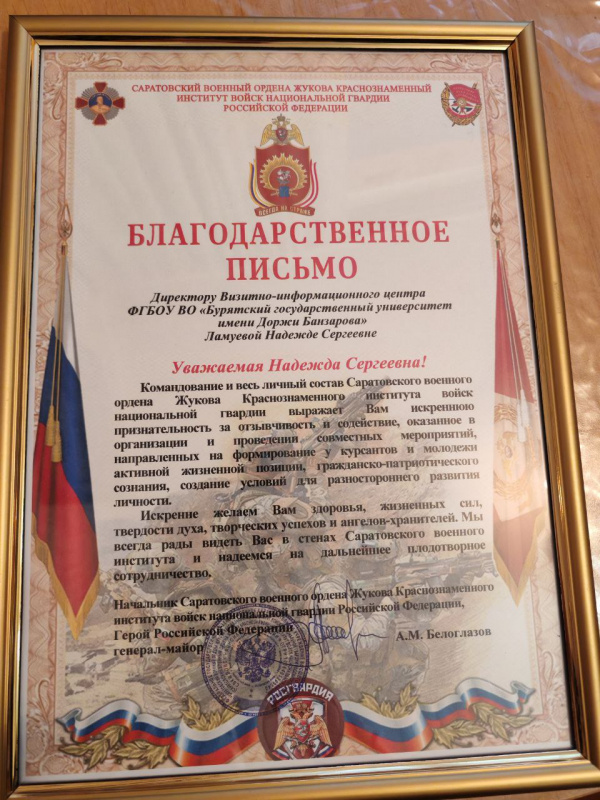 САРАТОВСКИЙ ВОЕННЫЙ ОРДЕНА ЖУКОВА КРАСНОЗНАМЕННЫЙ
ИНСТИТУТ ВОЙСК НАЦИОНАЛЬНОЙ ГВАРДИИ
РОССИЙСКОЙ ФЕДЕРАЦИИ
БЛАГОДАРСТВЕННОЕ
ПИСЬМО
Директору Визитно-информационного центра
ФГБОУ ВО «Бурятский государственный университет
имени Доржи Банзарова»
Ламуевой Надежде Сергеевне
Уважаемая Надежда Сергеевна!
Командование и весь личный состав Саратовского военного
ордена Жукова Краснознаменного института войск
национальной гвардии выражает Вам искреннюю
признательность за отзывчивость и содействие, оказанное в
организации и проведении совместных мероприятий,
направленных на формирование у курсантов и молодежи
активной жизненной позиции, гражданско-патриотического
сознания, создание условий для разностороннего развития
личности.
Искренне желаем Вам здоровья, жизненных сил,
твердости духа, творческих успехов и ангелов-хранителей. Мы
всегда рады видеть Вас в стенах Саратовского военного
института и надеемся на дальнейшее плодотворное
сотрудничество.
Начальник Саратовского военного ордена Жукова Краснознаменного
института войск национальной гвардии Российской Федерации,
Герой Российской Федерации
генерал-майор
А.М. Белоглазов
РОСГВАРДИЯ